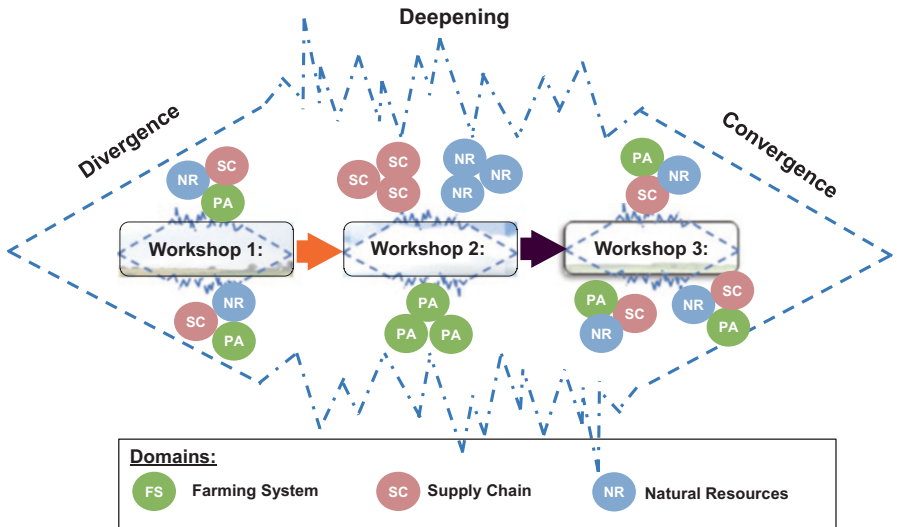 Deepening
Divergence
Convergence
NR SC PA
SC SC SC
NR NR NR
PA NR SC
Workshop 1:
Workshop 2:
Workshop 3:
NR SC PA
PA PA PA
PA SC NR
NR SC PA
Domains:
FS Farming System
SC Supply Chain
NR Natural Resources